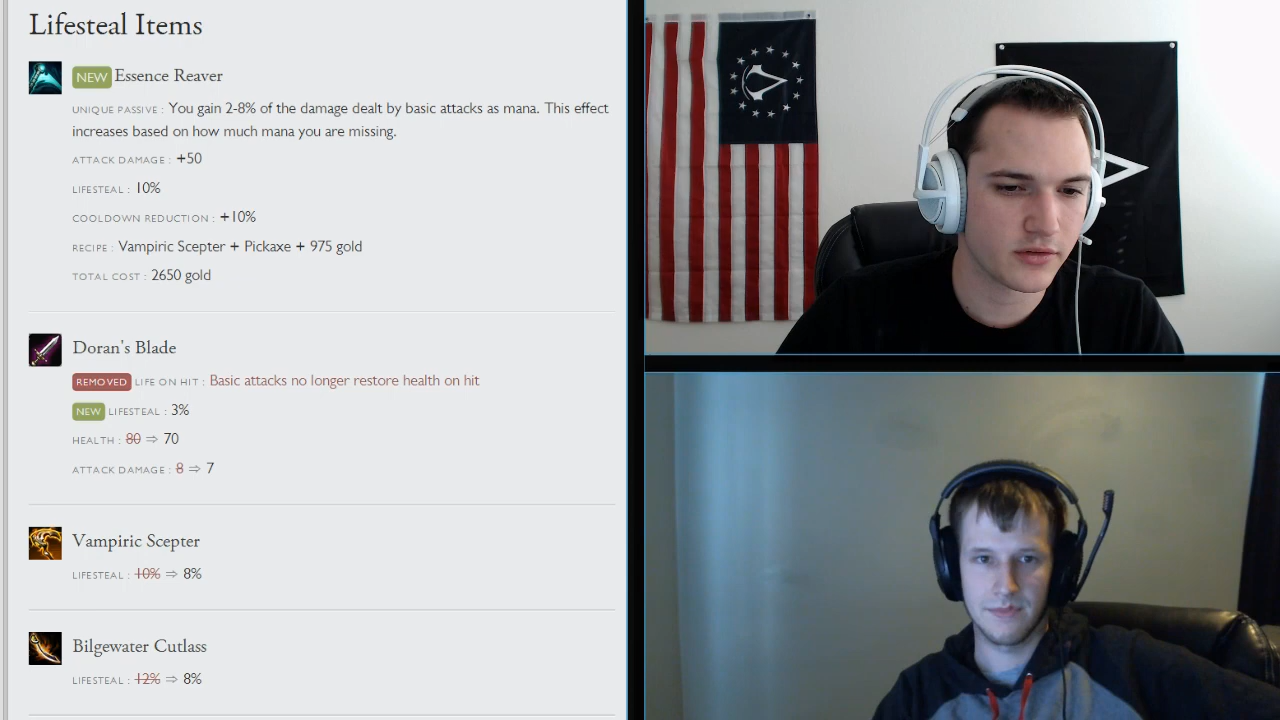 Lifesteal Items
NEW Essence Reaver
UNIQUE PASSIVE : You gain 2-8% of the damage dealt by basic attacks as mana. This effect
increases based on how much mana you are missing.
ATTACK DAMAGE : +50
LIFESTEAL : 10%
COOLDOWN REDUCTION : +10%
RECIPE : Vampiric Scepter + Pickaxe + 975 gold
TOTAL COST : 2650 gold
Doran's Blade
REMOVED LIFE ON HIT : Basic attacks no longer restore health on hit
NEW LIFESTEAL : 3%
HEALTH : 80 ⇒ 70
ATTACK DAMAGE : 8 ⇒ 7
Vampiric Scepter
LIFESTEAL : 10% ⇒ 8%
Bilgewater Cutlass
LIFESTEAL : 12% ⇒ 8%